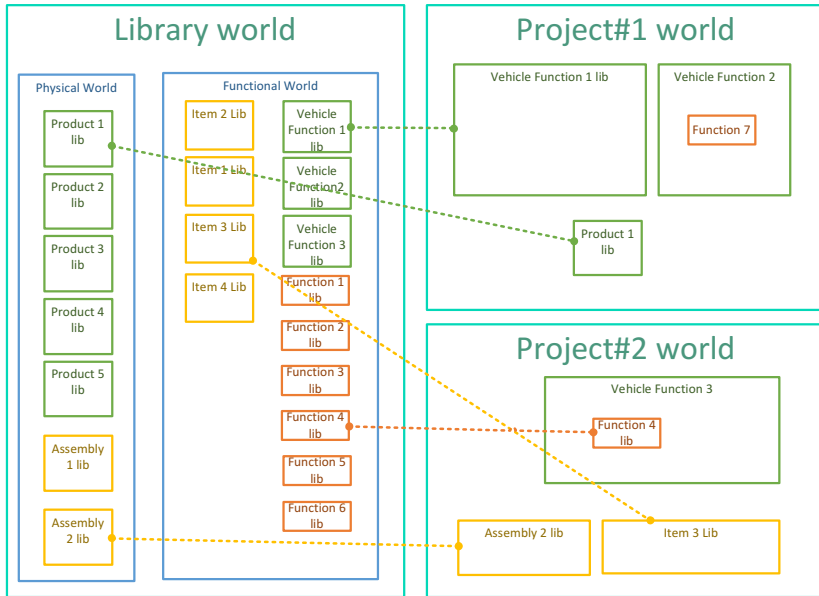 Library world
Physical World
Product 1
lib
Product 2
lib
Product 3
lib
Product 4
lib
Product 5
lib
Assembly
1 lib
Assembly
2 lib
Functional World
Item 2 Lib
Item 1 Lib
Item 3 Lib
Item 4 Lib
Vehicle
Function 1
lib
Vehicle
Function2
lib
Vehicle
Function 3
lib
Function 1
lib
Function 2
lib
Function 3
lib
Function 4
lib
Function 5
lib
Function 6
lib
Project#1 world
Vehicle Function 1 lib
Vehicle Function 2
Function 7
Product 1
lib
Project#2 world
Vehicle Function 3
Function 4
lib
Assembly 2 lib
Item 3 Lib